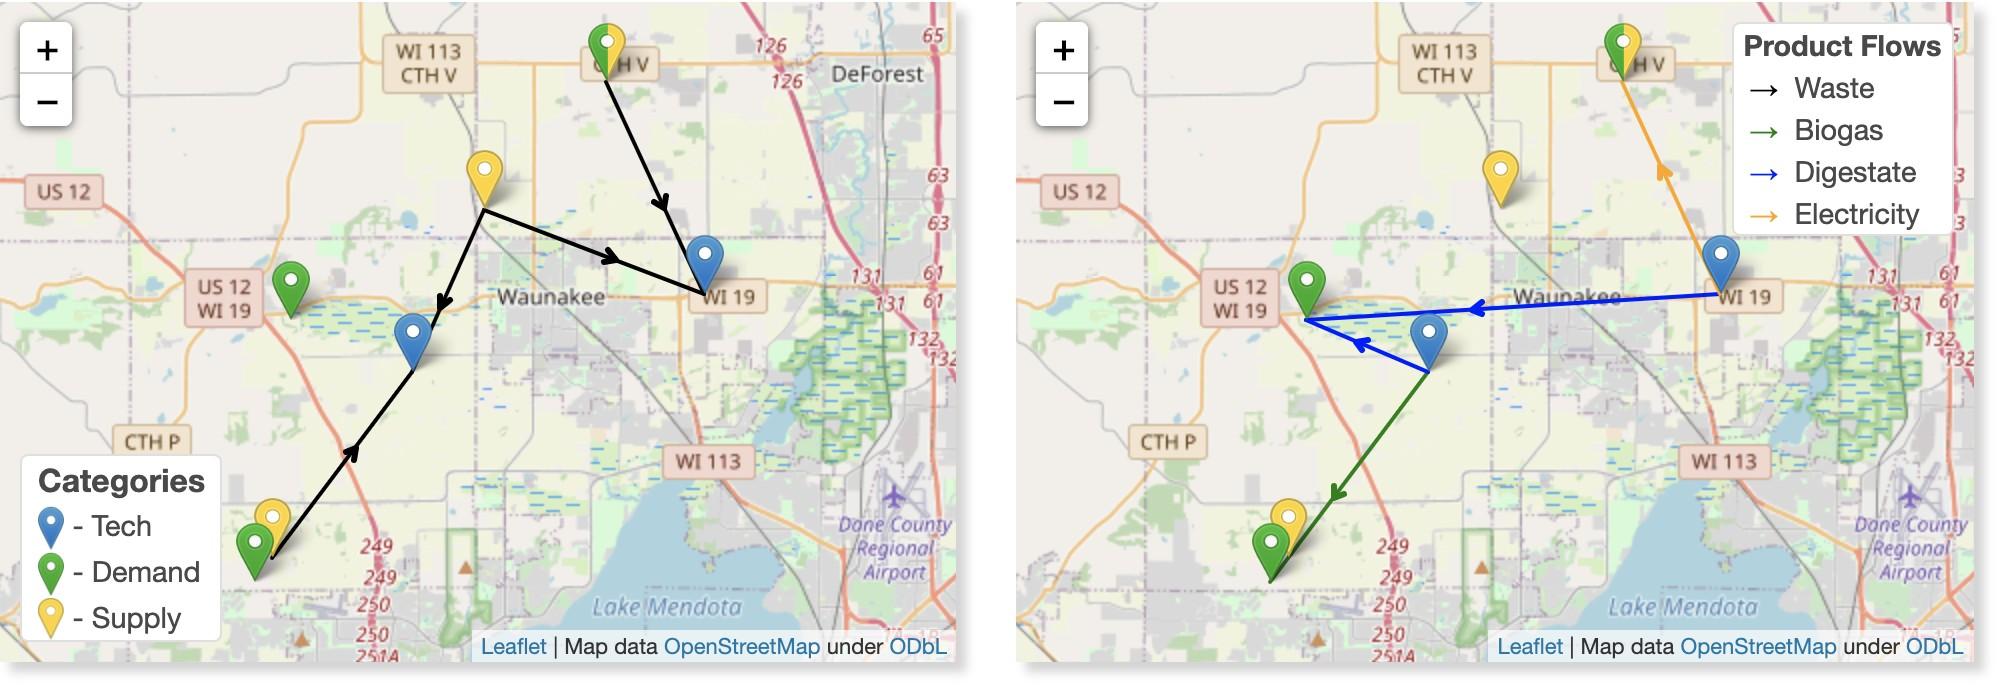 +
−
WI 113
CTH V
126
126
65
DeForest
US 12
63
63
US 12
WI 19
Waunakee
WI 19
131
131
61
61
132
132
CTH P
WI 113
Categories
- Tech
- Demand
- Supply
249
249
250
250
251A
Dane County
Regional
Airport
Lake Mendota
Leaflet | Map data OpenStreetMap under ODbL
+
−
WI 113
CTH V
H V
Product Flows
→ Waste
→ Biogas
→ Digestate
→ Electricity
US 12
3
3
US 12
WI 19
Waunakee
WI 19
131
131
61
61
132
132
CTH P
WI 113
249
249
250
250
251A
Dane County
Regional
Airport
Lake Mendota
Leaflet | Map data OpenStreetMap under ODbL